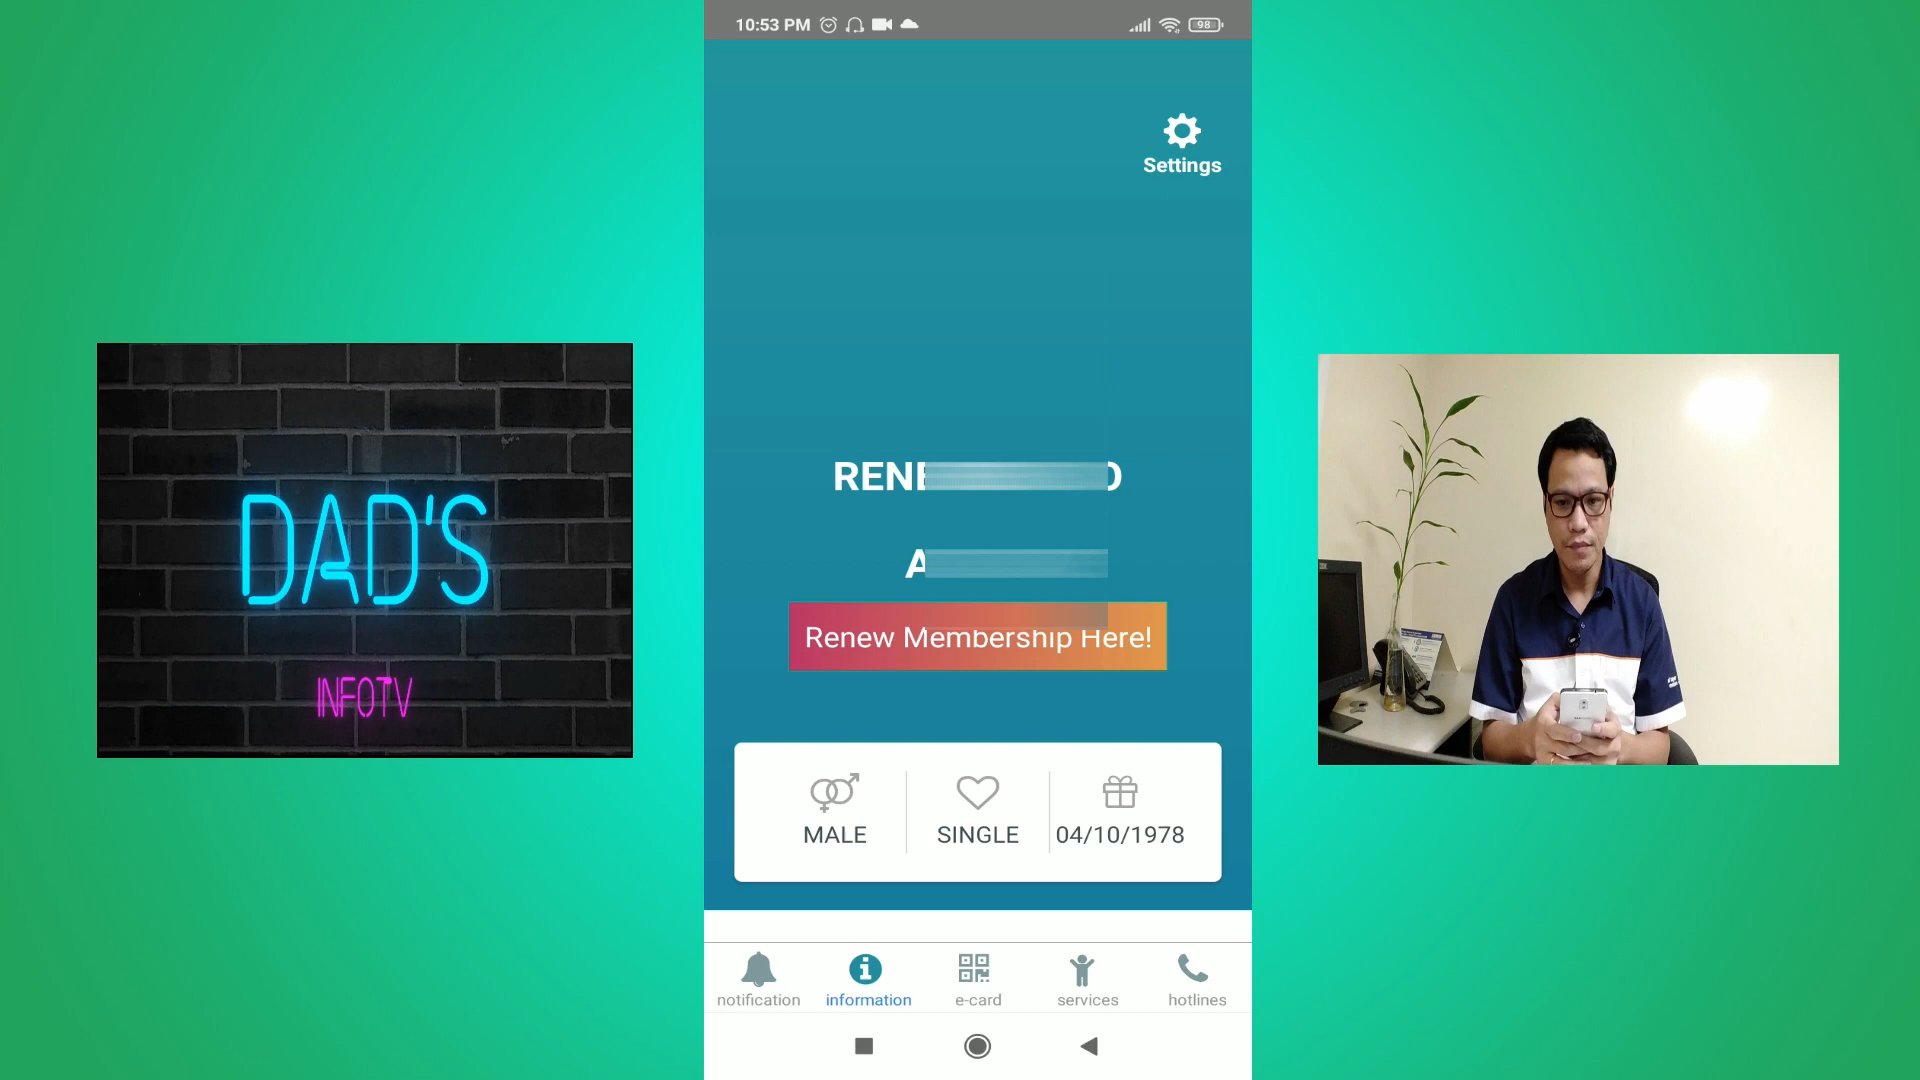 10:53 PM
98
Settings
Renew Membership Here!
MALE
SINGLE
04/10/1978
notification
information
e-card
services
hotlines
DAD'S
INFOTV